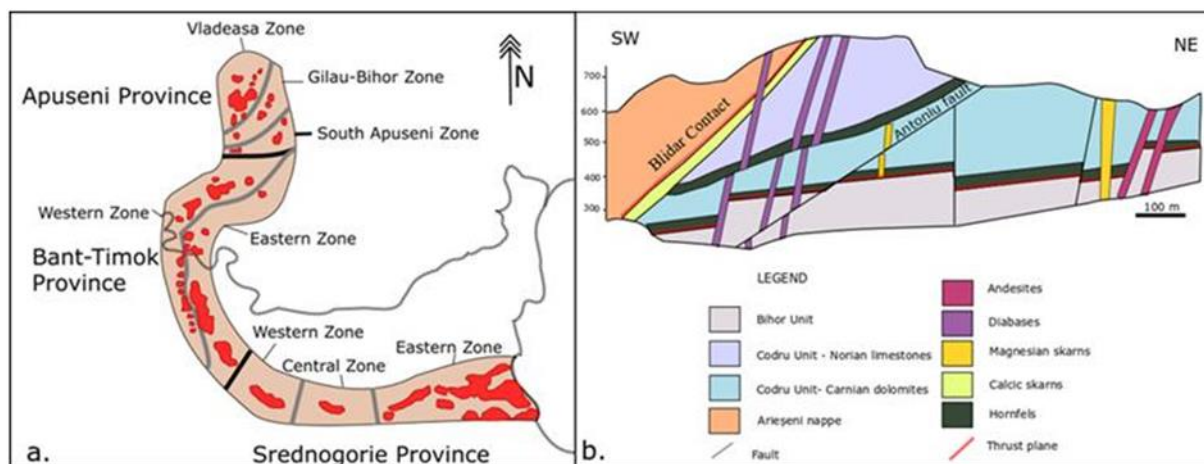 Vladeasa Zone
Gilau-Bihor Zone
Apuseni Province
N
South Apuseni Zone
Western Zone
Eastern Zone
Bant-Timok
Province
Western Zone
Central Zone
Eastern Zone
a.
Srednogorie Province
SW
NE
700
600
500
400
300
Blidar Contact
Antoniu fault
100 m
LEGEND
Bihor Unit
Codru Unit - Norian limestones
Codru Unit- Carnian dolomites
Arieșeni nappe
Fault
Andesites
Diabases
Magnesian skarns
Calcic skarns
Hornfels
Thrust plane
b.